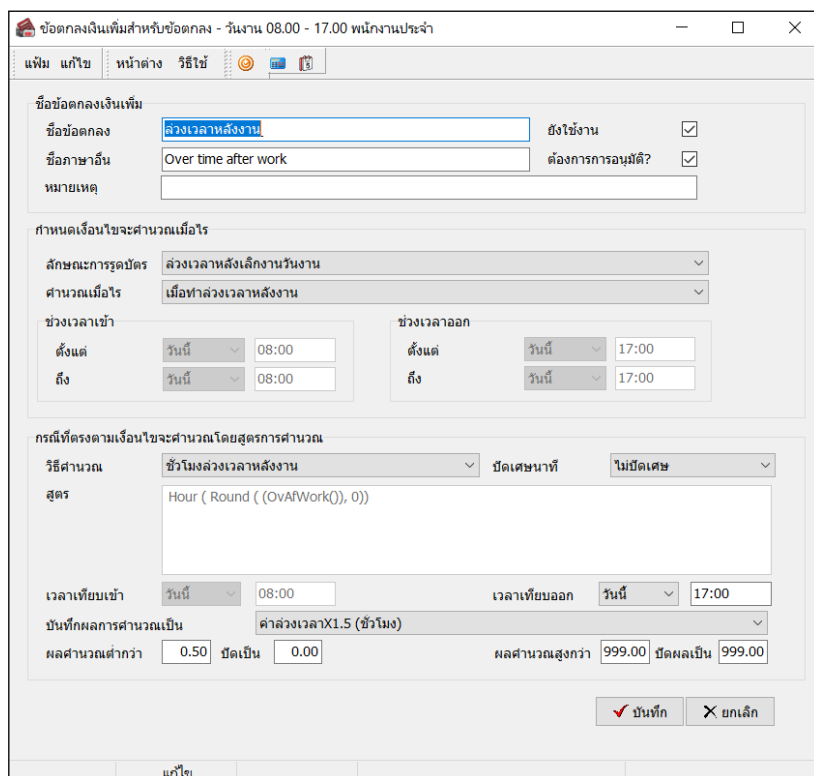 ข้อตกลงเงินเพิ่มสำหรับข้อตกลง - วันงาน 08.00 - 17.00 พนักงานประจำ
แฟ้ม แก้ไข หน้าต่าง วิธีใช้
ชื่อข้อตกลงเงินเพิ่ม
ชื่อข้อตกลง ล่วงเวลาหลังงาน ยังใช้งาน
ชื่อภาษาอื่น Over time after work ต้องการการอนุมัติ?
หมายเหตุ
กำหนดเงื่อนไขจะคำนวณเมื่อไร
ลักษณะการรูดบัตร ล่วงเวลาหลังเลิกงานวันงาน
คำนวณเมื่อไร เมื่อทำล่วงเวลาหลังงาน
ช่วงเวลาเข้า ช่วงเวลาออก
ตั้งแต่ วันนี้ 08:00 ตั้งแต่ วันนี้ 17:00
ถึง วันนี้ 08:00 ถึง วันนี้ 17:00
กรณีที่ตรงตามเงื่อนไขจะคำนวณโดยสูตรการคำนวณ
วิธีคำนวณ ชั่วโมงล่วงเวลาหลังงาน ปัดเศษนาที ไม่ปัดเศษ
สูตร Hour ( Round ( (OvAfWork()), 0))
เวลาเทียบเข้า วันนี้ 08:00 เวลาเทียบออก วันนี้ 17:00
บันทึกผลการคำนวณเป็น ค่าล่วงเวลาX1.5 (ชั่วโมง)
ผลคำนวณต่ำกว่า 0.50 ปัดเป็น 0.00 ผลคำนวณสูงกว่า 999.00 ปัดผลเป็น 999.00
บันทึก ยกเลิก
แก้ไข